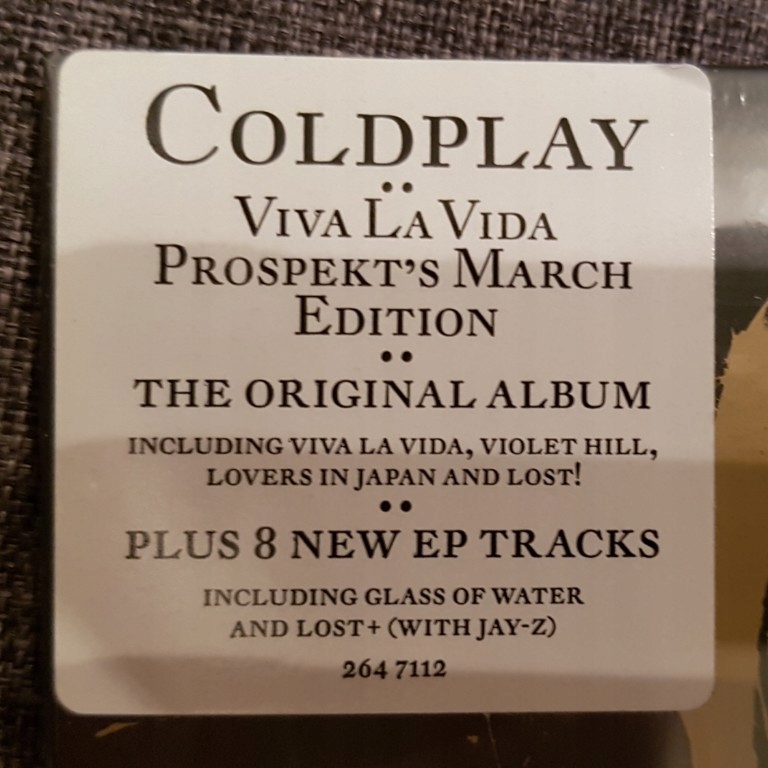 COLDPLAY
VIVA LA VIDA
PROSPEKT'S MARCH
EDITION
THE ORIGINAL ALBUM
INCLUDING VIVA LA VIDA, VIOLET HILL,
LOVERS IN JAPAN AND LOST!
PLUS 8 NEW EP TRACKS
INCLUDING GLASS OF WATER
AND LOST+ (WITH JAY-Z)
264 7112